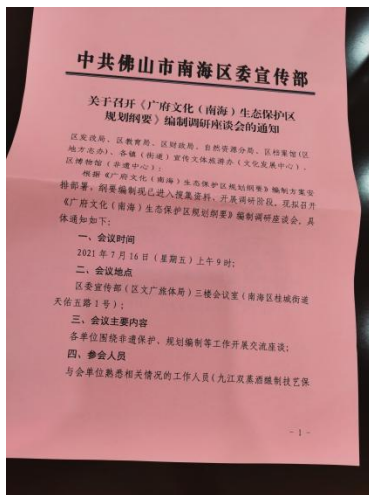 中共佛山市南海区委宣传部
关于召开《广府文化（南海）生态保护区
规划纲要》编制调研座谈会的通知
区发改局、区教育局、区财政局、自然资源分局、区档案馆（区
地方志办）、各镇（街道）宣传文体旅游办（文化发展中心）、
区博物馆（非遗中心）：
根据《广府文化（南海）生态保护区规划纲要》编制方案安
排部署，纲要编制现已进入搜集资料、开展调研阶段，现拟召开
《广府文化（南海）生态保护区规划纲要》编制调研座谈会，具
体通知如下：
一、会议时间
2021年7月16日（星期五）上午9时；
二、会议地点
区委宣传部（区文广旅体局）三楼会议室（南海区桂城街道
天佑五路1号）；
三、会议主要内容
各单位围绕非遗保护、规划编制等工作开展交流座谈；
四、参会人员
与会单位熟悉相关情况的工作人员（九江双蒸酒醺制技艺保
- 1 -